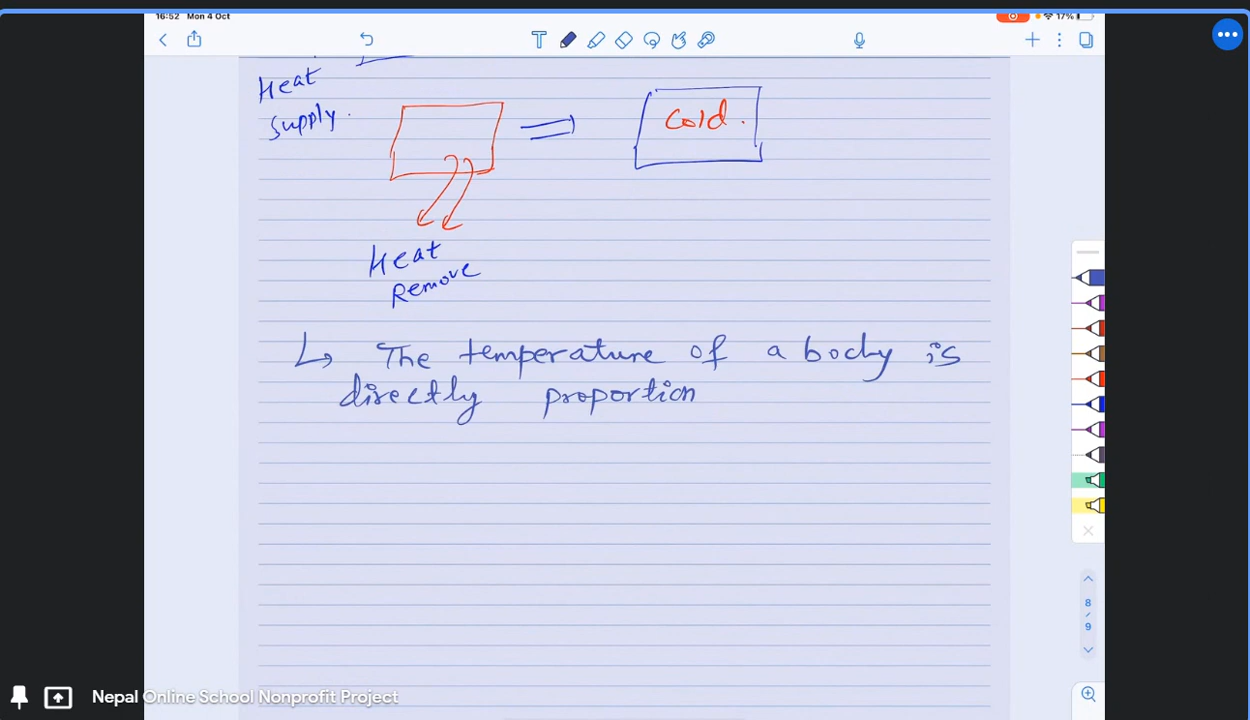 16:52 Mon 4 Oct
17%
Heat
supply.
Cold.
Heat
Remove
The temperature of a body is
directly proportion
8
/
9
Nepal Online School Nonprofit Project